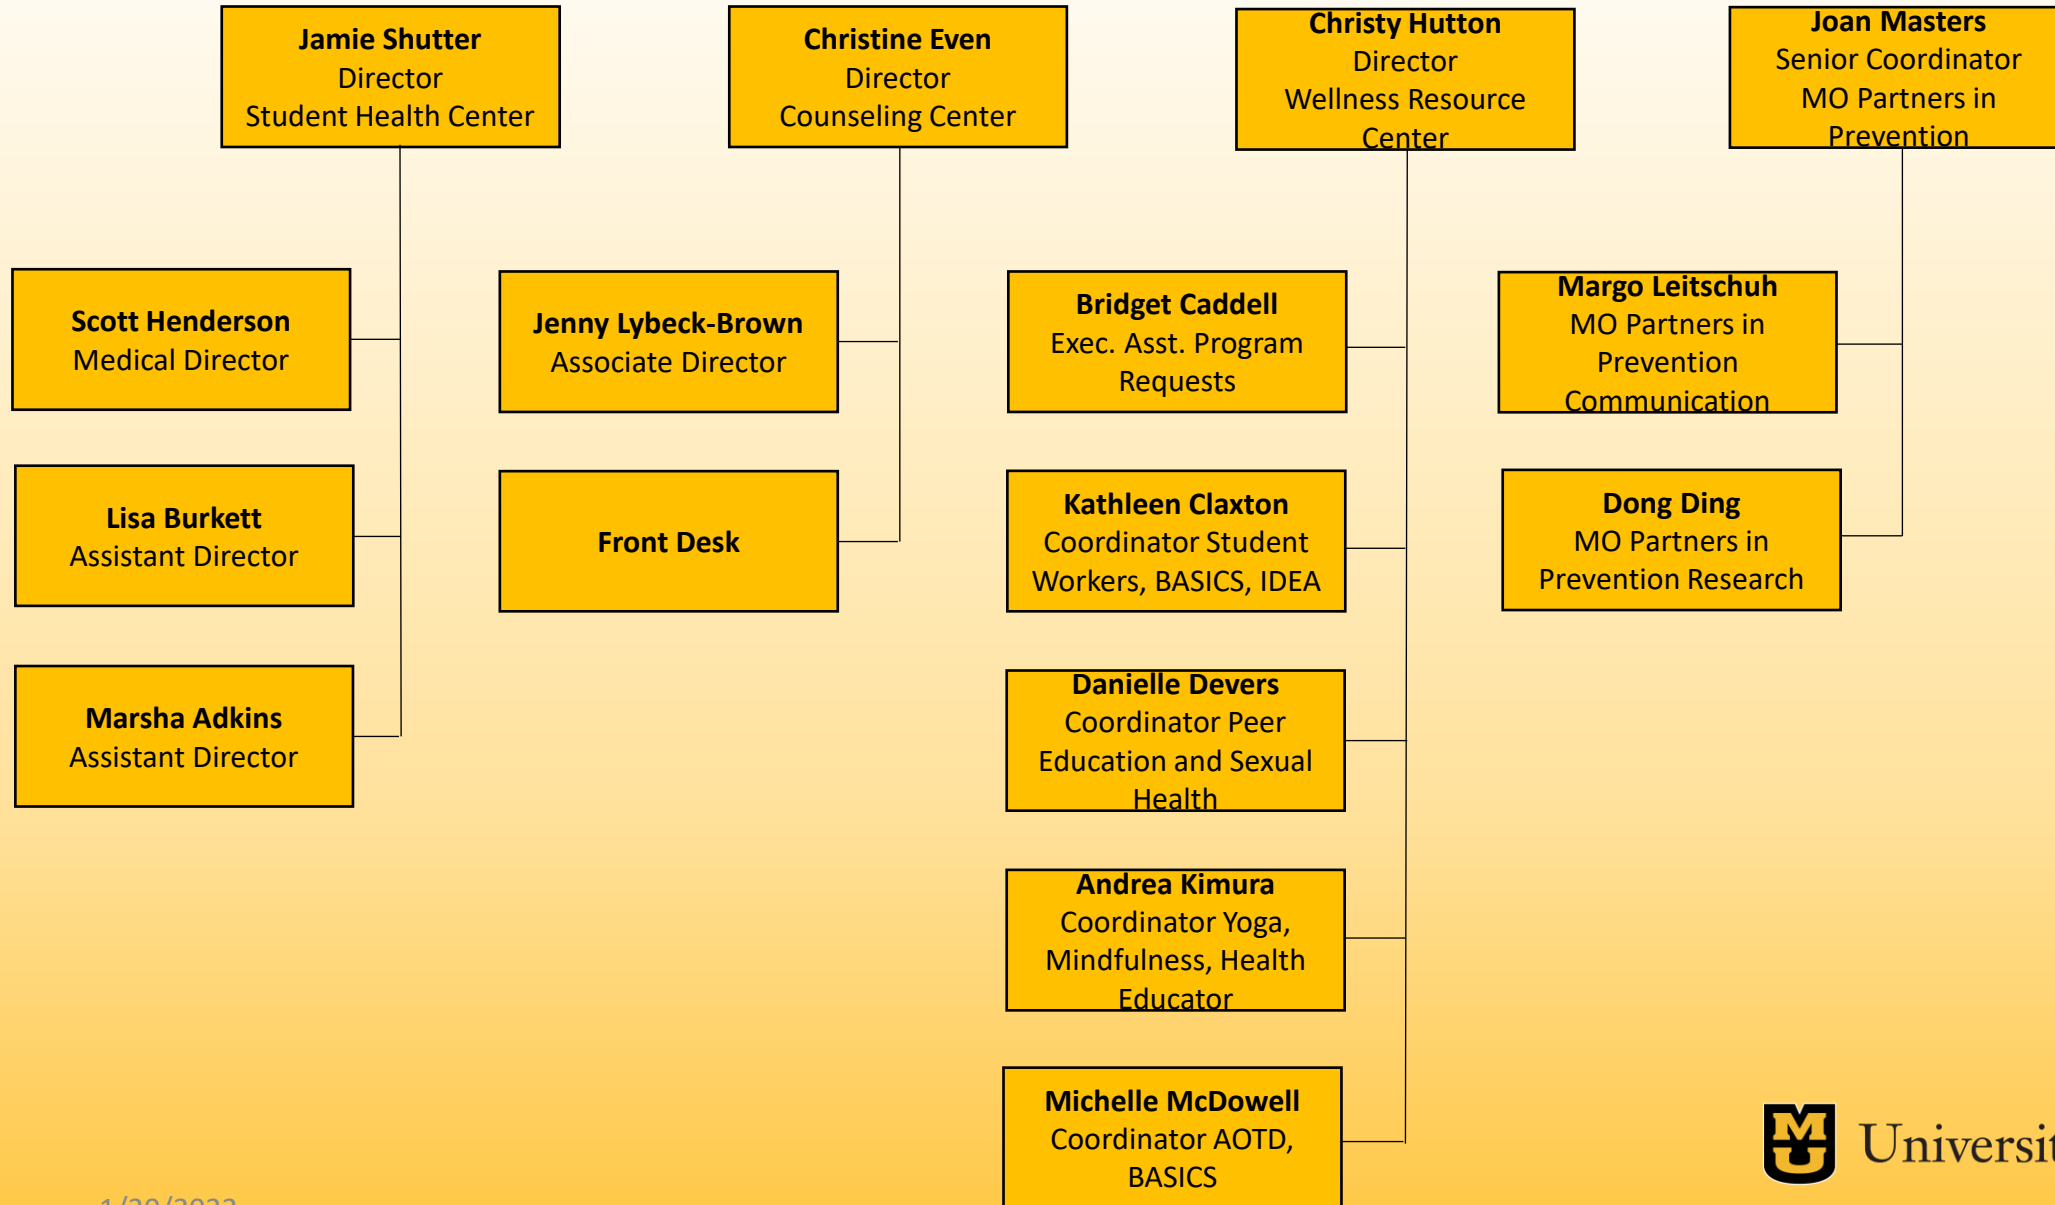 Jamie Shutter
Director
Student Health Center
Christine Even
Director
Counseling Center
Christy Hutton
Director
Wellness Resource
Center
Joan Masters
Senior Coordinator
MO Partners in
Prevention
Scott Henderson
Medical Director
Lisa Burkett
Assistant Director
Marsha Adkins
Assistant Director
Jenny Lybeck-Brown
Associate Director
Front Desk
Bridget Caddell
Exec. Asst. Program
Requests
Kathleen Claxton
Coordinator Student
Workers, BASICS, IDEA
Danielle Devers
Coordinator Peer
Education and Sexual
Health
Andrea Kimura
Coordinator Yoga,
Mindfulness, Health
Educator
Michelle McDowell
Coordinator AOTD,
BASICS
Margo Leitschuh
MO Partners in
Prevention
Communication
Dong Ding
MO Partners in
Prevention Research
MU